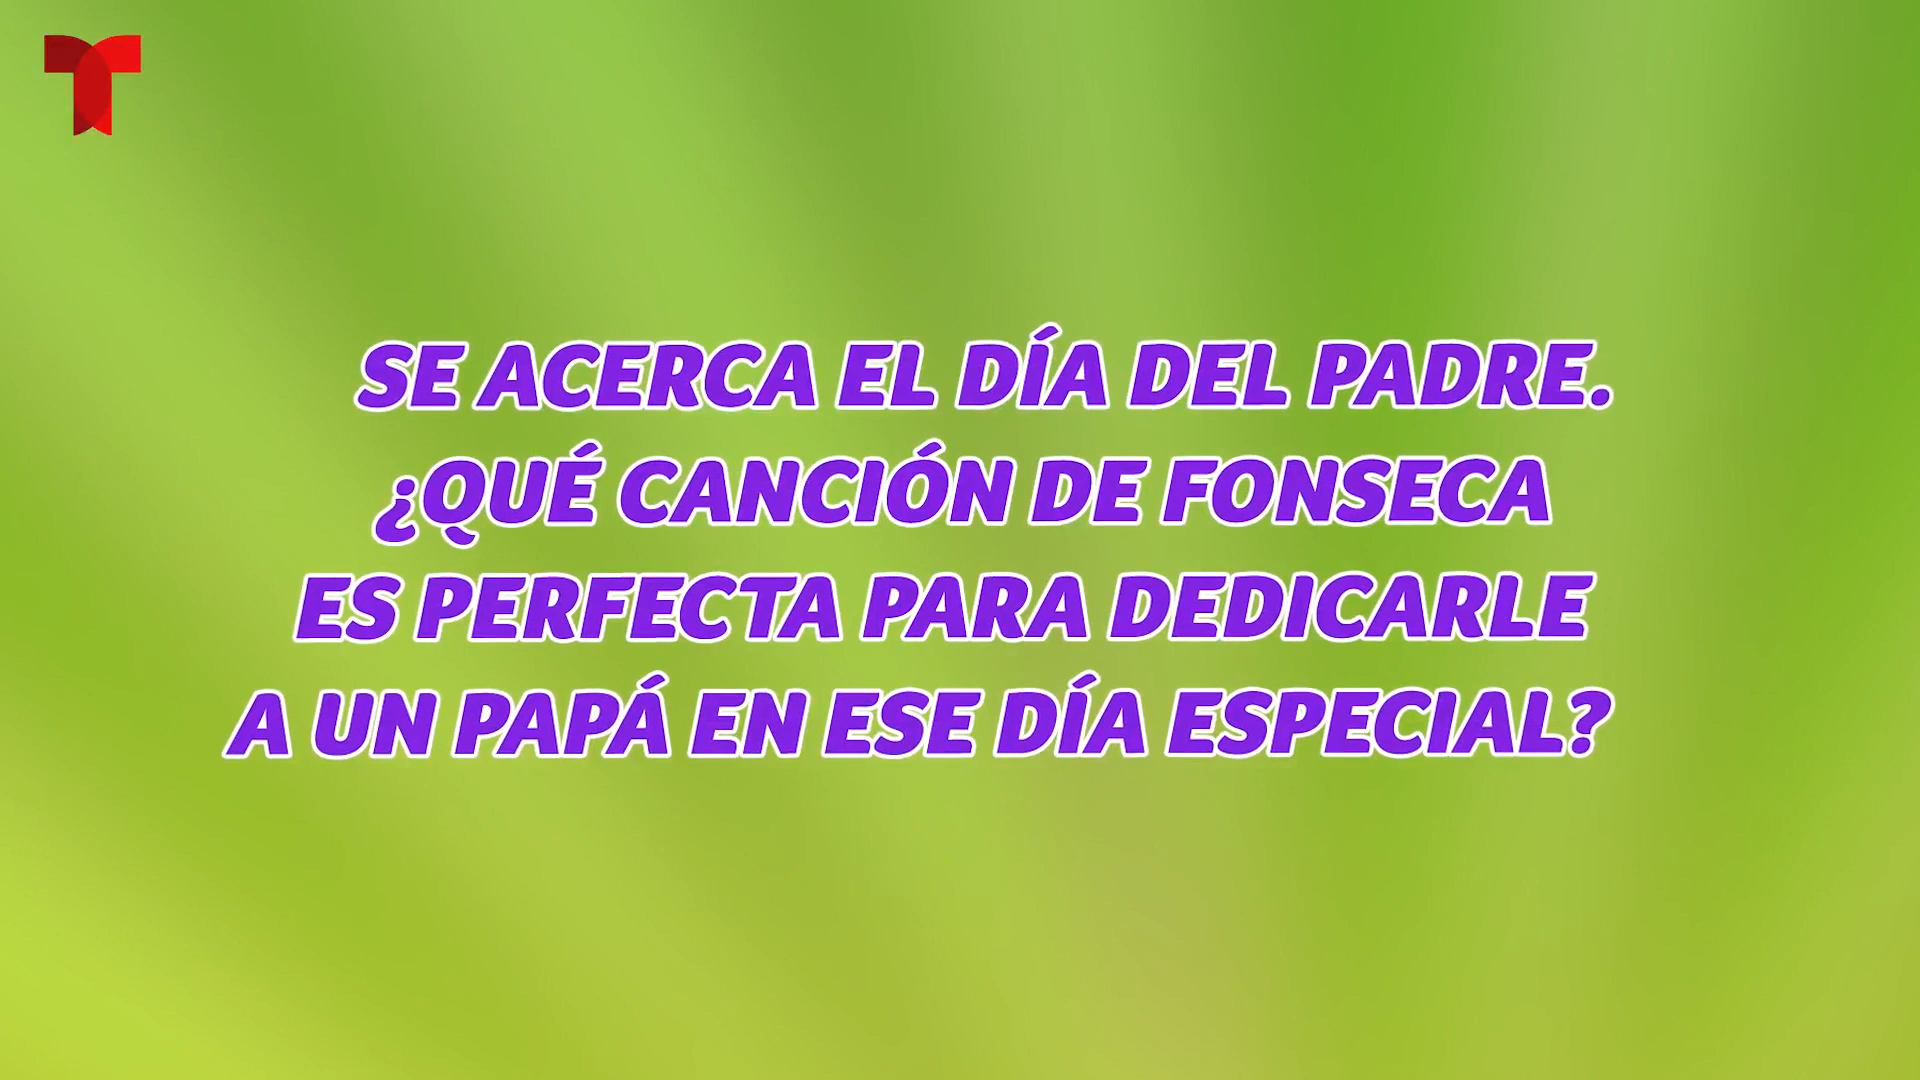 SE ACERCA EL DÍA DEL PADRE.
¿QUÉ CANCIÓN DE FONSECA
ES PERFECTA PARA DEDICARLE
A UN PAPÁ EN ESE DÍA ESPECIAL?